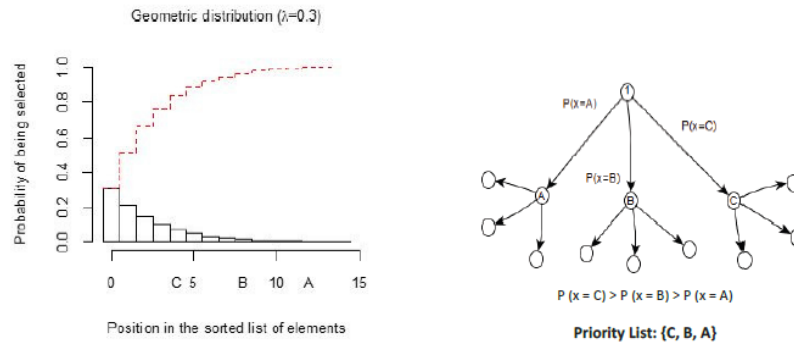 Geometric distribution (λ=0.3)
Probability of being selected
1.0
0.8
0.6
0.4
0.2
0.0
0 C 5 B 10 A 15
Position in the sorted list of elements
1
P(x=A)
P(x=C)
P(x=B)
A B C
P (x = C) > P (x = B) > P (x = A)
Priority List: {C, B, A}